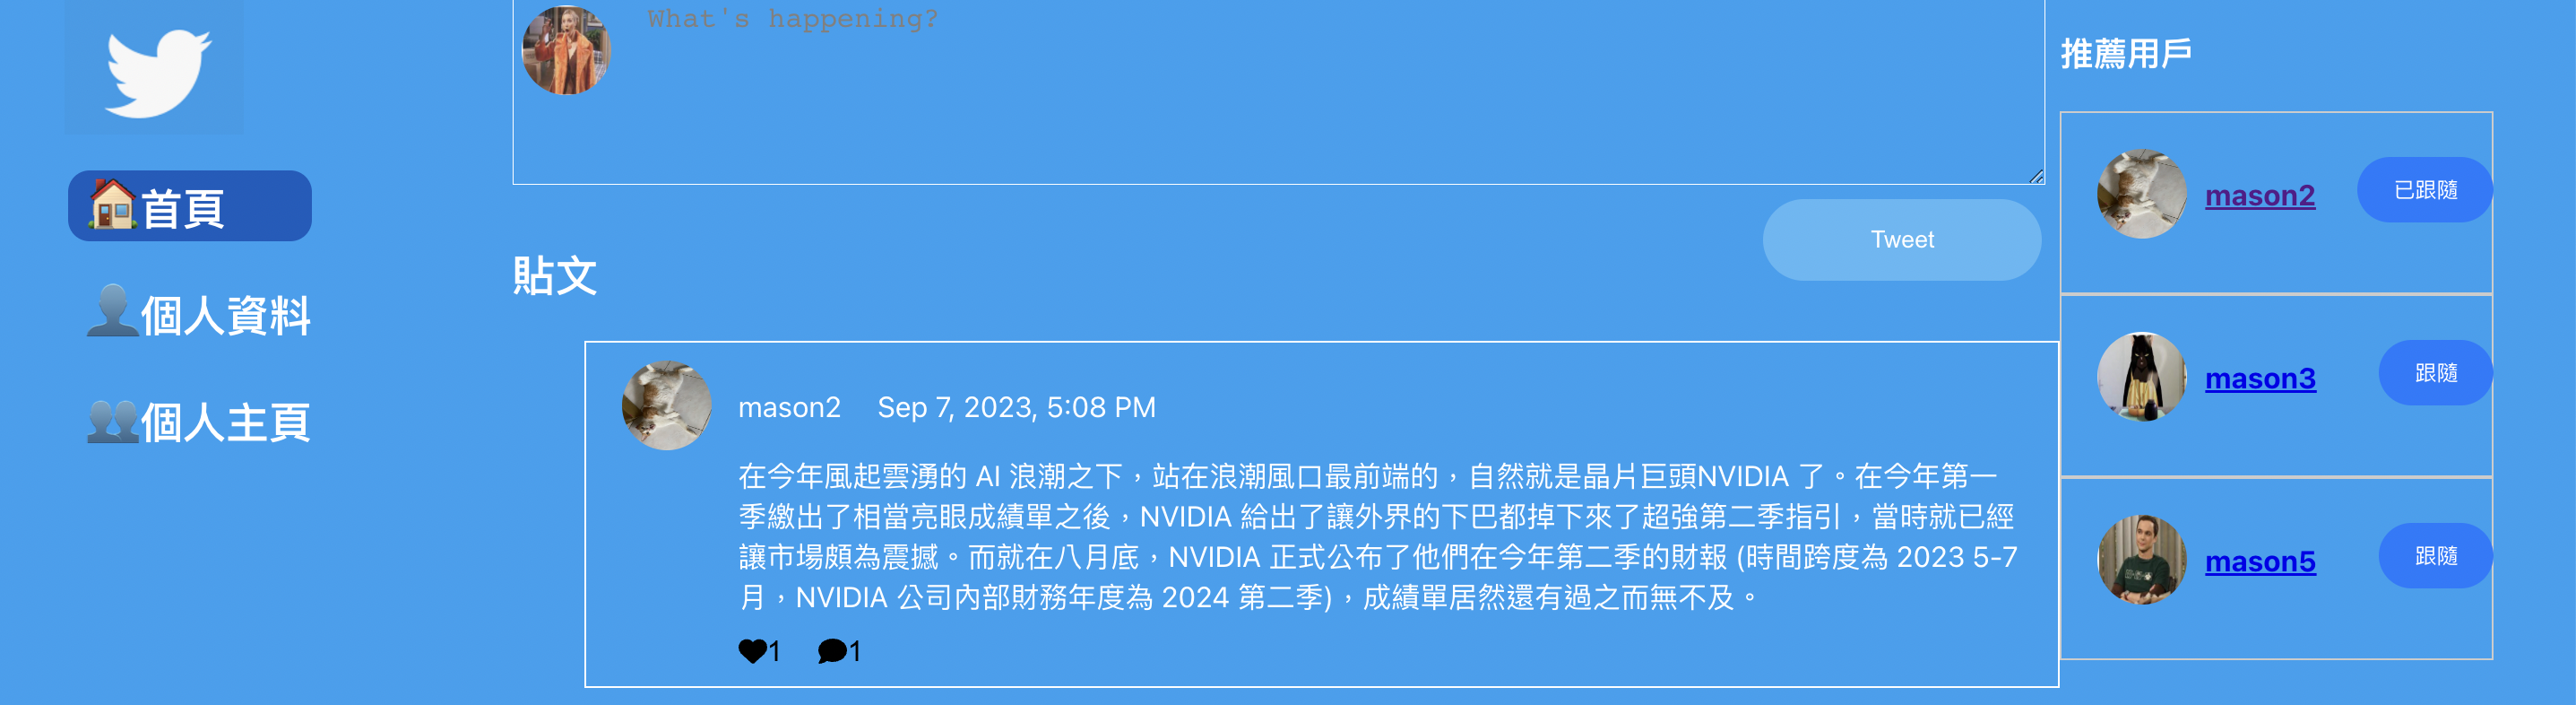 What's happening?
推薦用戶
首頁
個人資料
個人主頁
Tweet
貼文
mason2 Sep 7, 2023, 5:08 PM
在今年風起雲湧的 AI 浪潮之下，站在浪潮風口最前端的，自然就是晶片巨頭NVIDIA 了。在今年第一
季繳出了相當亮眼成績單之後，NVIDIA 給出了讓外界的下巴都掉下來了超強第二季指引，當時就已經
讓市場頗為震撼。而就在八月底，NVIDIA 正式公布了他們在今年第二季的財報 (時間跨度為 2023 5-7
月，NVIDIA 公司內部財務年度為 2024 第二季)，成績單居然還有過之而無不及。
1 1
mason2 已跟隨
mason3 跟隨
mason5 跟隨